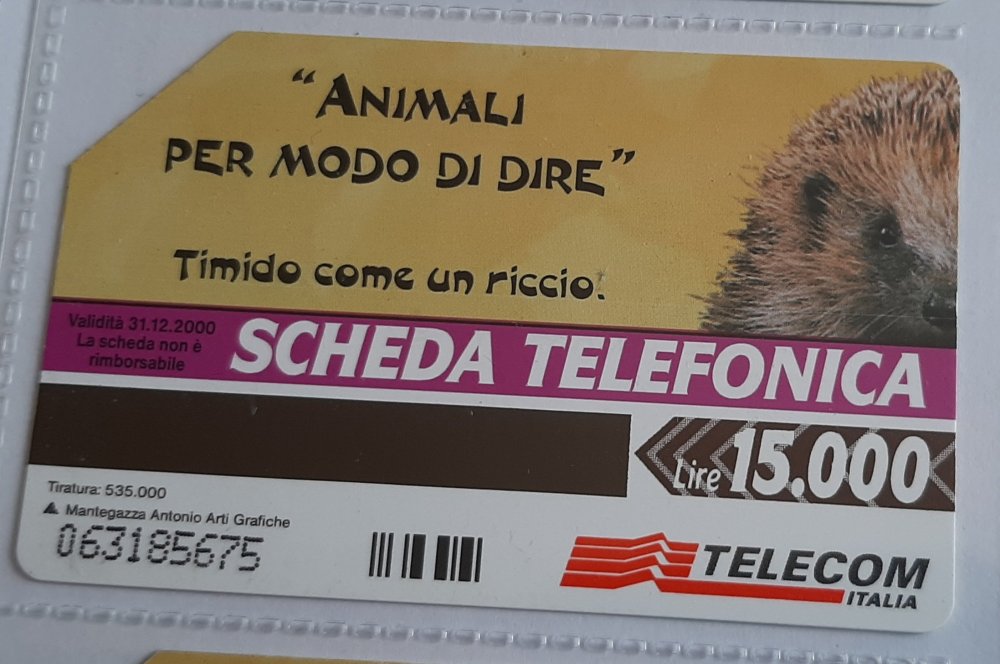 “ANIMALI
PER MODO DI DIRE”
Timido come un riccio!
Validità 31.12.2000
La scheda non è
rimborsabile
SCHEDA TELEFONICA
Lire 15.000
Tiratura: 535.000
Mantegazza Antonio Arti Grafiche
063185675
TELECOM
ITALIA